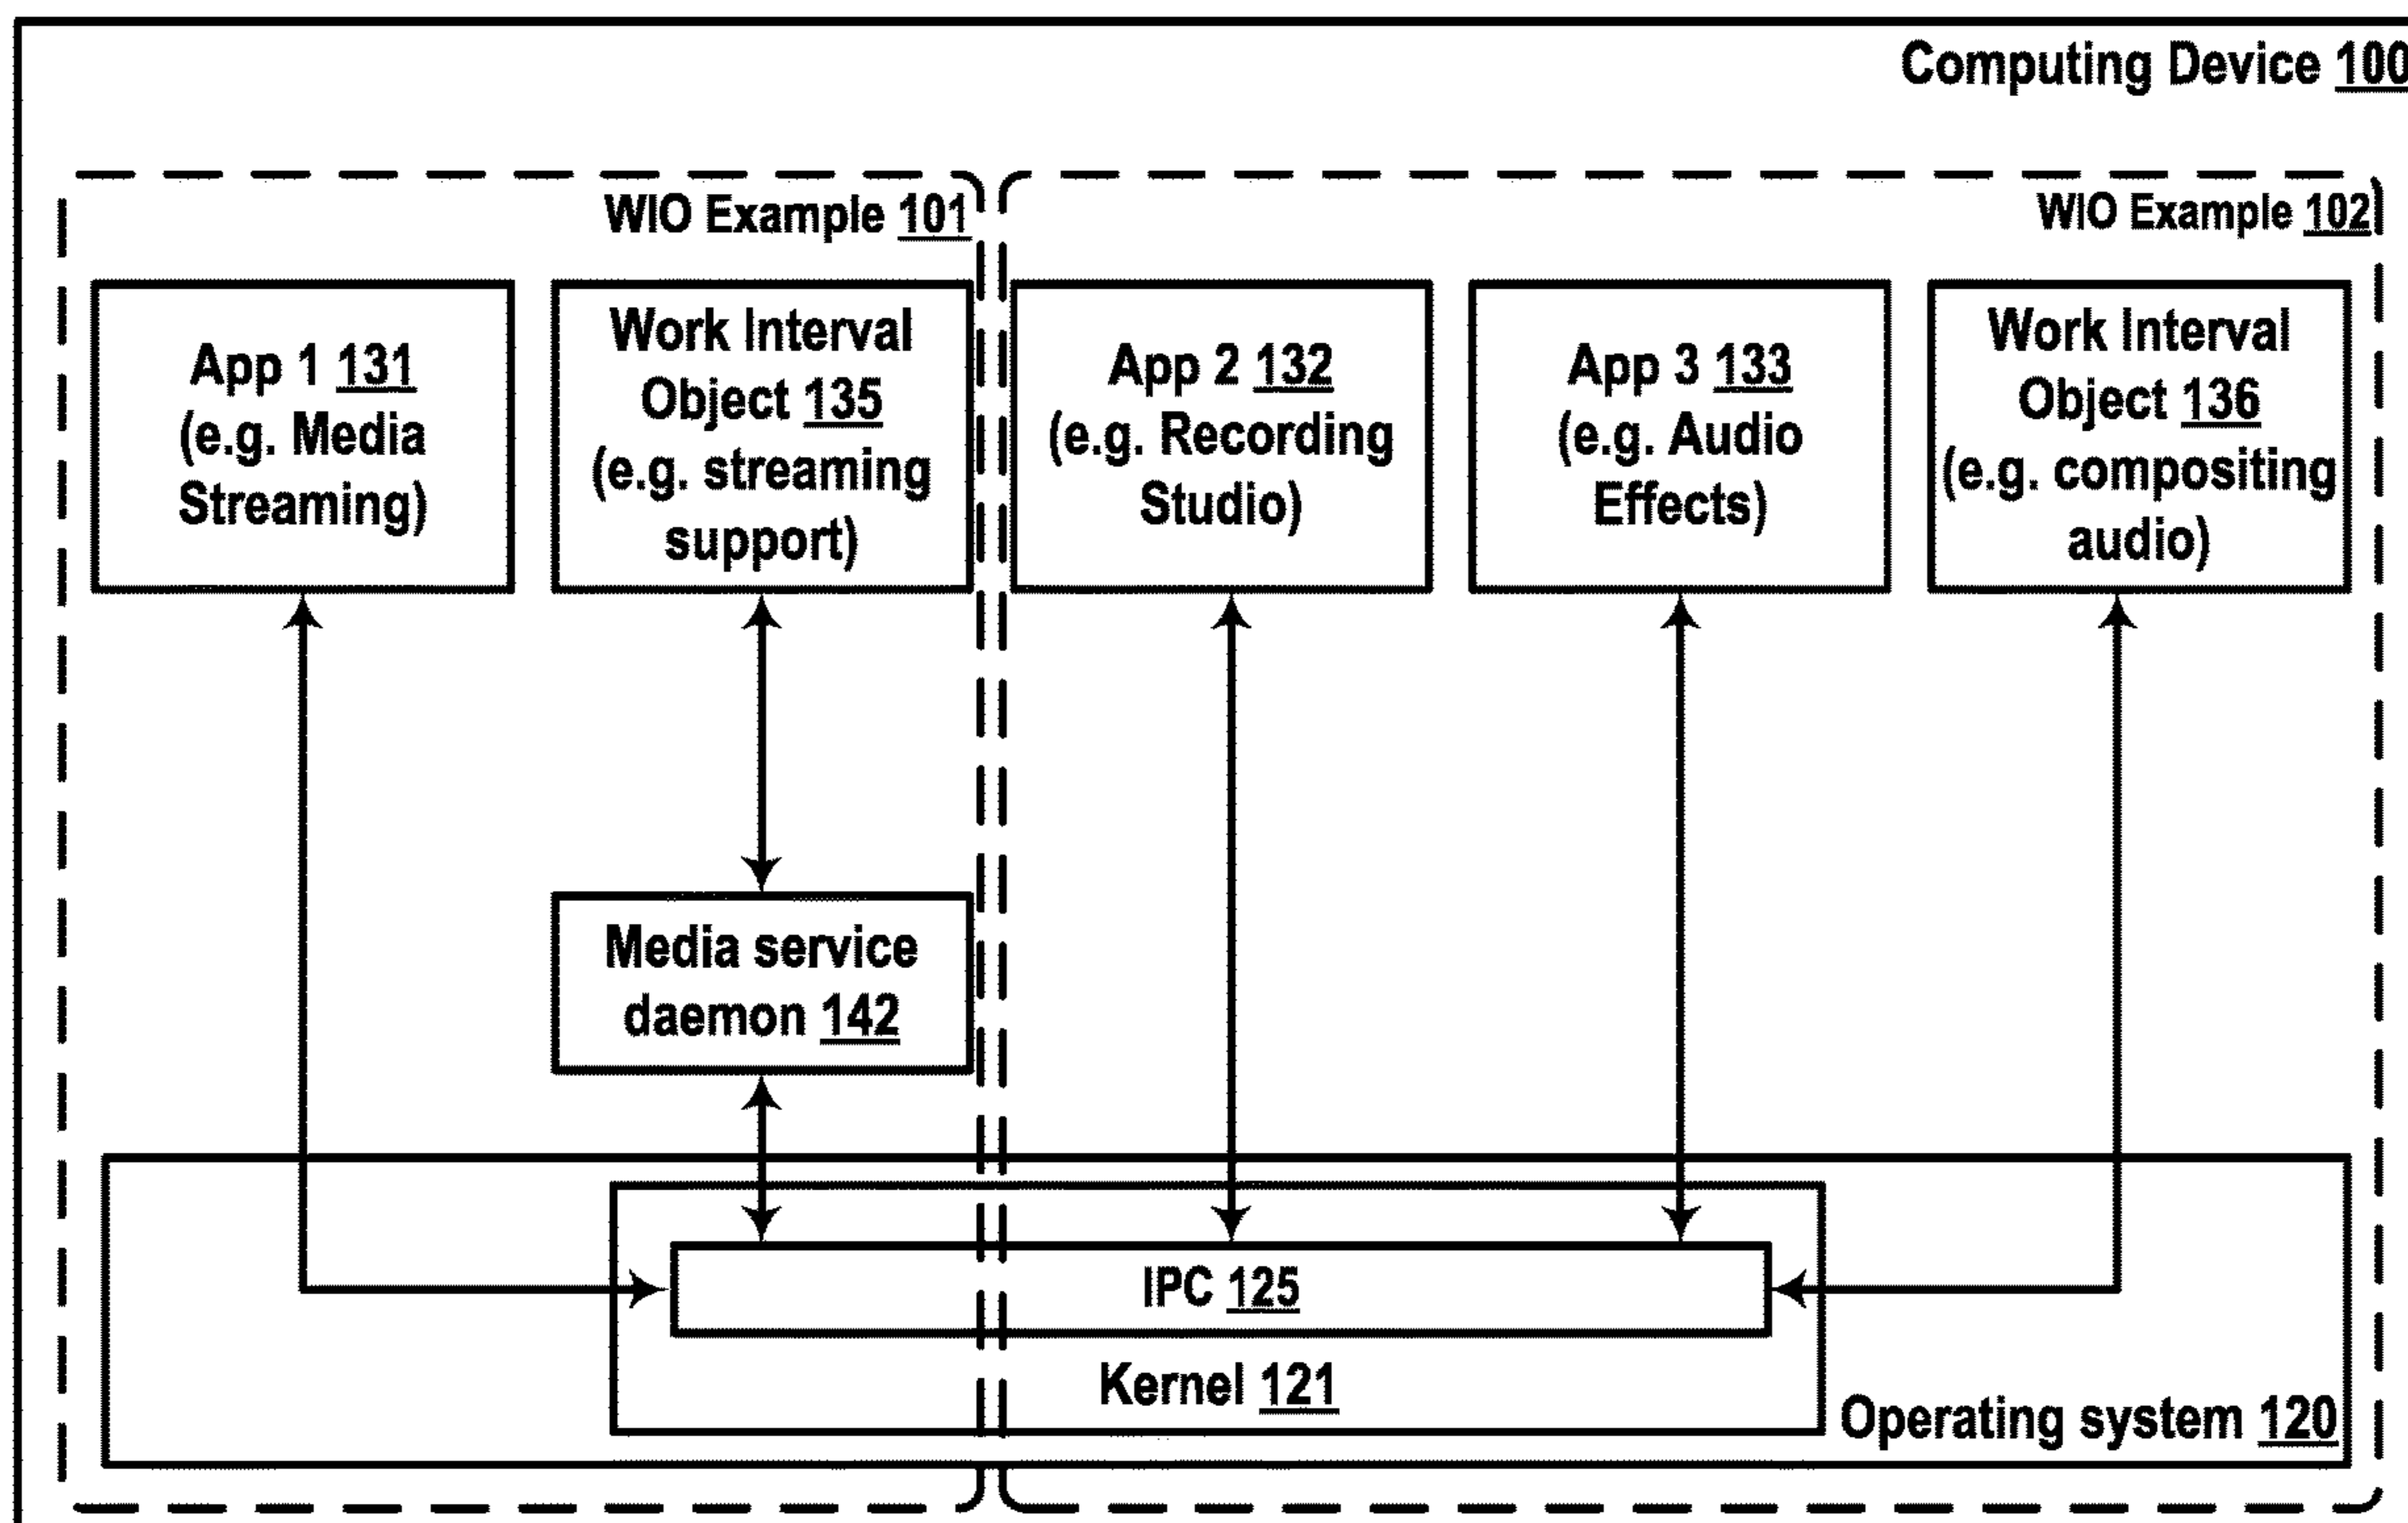 Computing Device 100
WIO Example 101
WIO Example 102
App 1 131
(e.g. Media
Streaming)
Work Interval
Object 135
(e.g. streaming
support)
App 2 132
(e.g. Recording
Studio)
App 3 133
(e.g. Audio
Effects)
Work Interval
Object 136
(e.g. compositing
audio)
Media service
daemon 142
IPC 125
Kernel 121
Operating system 120